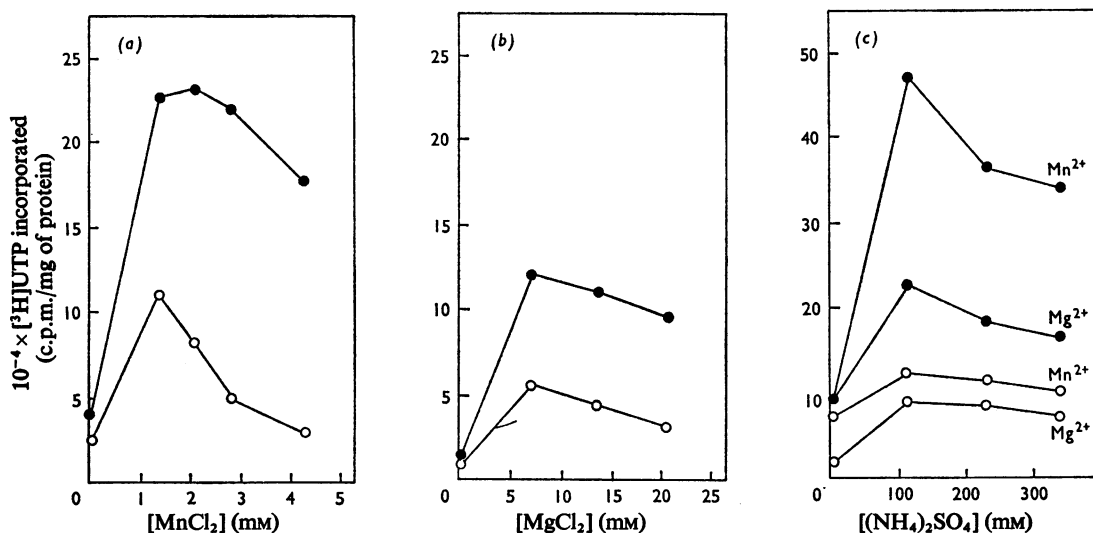 10⁻⁴ × [³H]UTP incorporated
(c.p.m./mg of protein)
(a)
25
20
15
10
5
0 1 2 3 4 5
[MnCl₂] (mM)
(b)
25
20
15
10
5
0 5 10 15 20 25
[MgCl₂] (mM)
(c)
50
40
30
20
10
Mn²⁺
Mg²⁺
Mn²⁺
Mg²⁺
0 100 200 300
[(NH₄)₂SO₄] (mM)